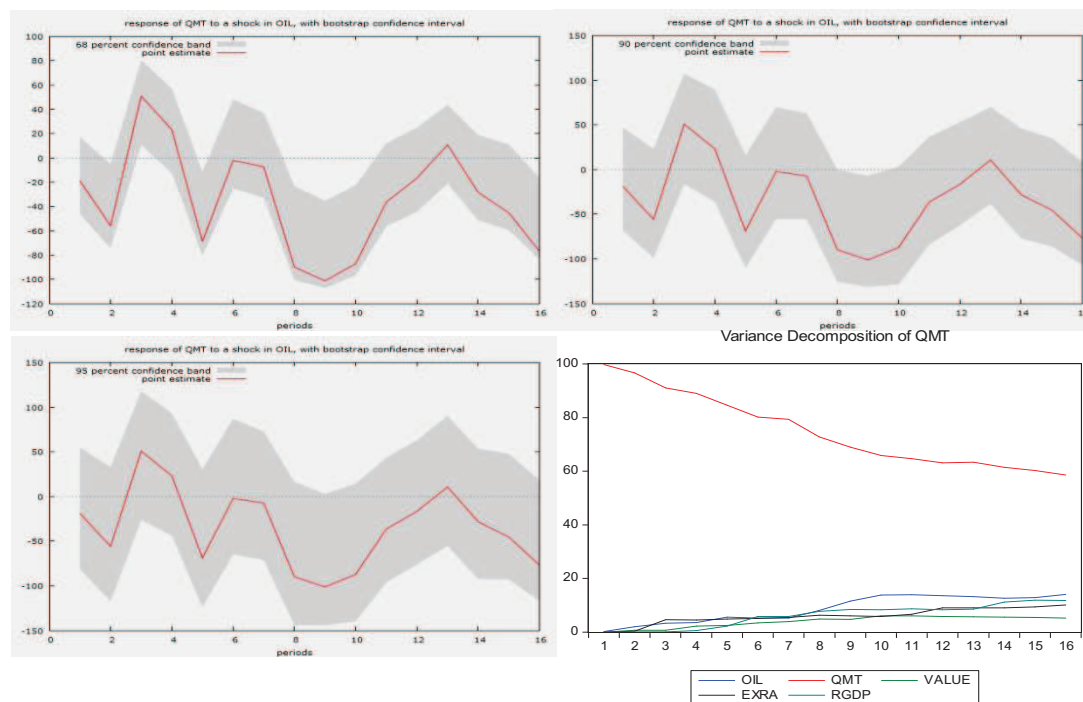 response of QMT to a shock in OIL, with bootstrap confidence interval
68 percent confidence band
point estimate
100
80
60
40
20
0
-20
-40
-60
-80
-100
-120
0 2 4 6 8 10 12 14 16
periods
response of QMT to a shock in OIL, with bootstrap confidence interval
90 percent confidence band
point estimate
150
100
50
0
-50
-100
-150
0 2 4 6 8 10 12 14 16
periods
response of QMT to a shock in OIL, with bootstrap confidence interval
95 percent confidence band
point estimate
150
100
50
0
-50
-100
-150
0 2 4 6 8 10 12 14 16
periods
Variance Decomposition of QMT
100
80
60
40
20
0
1 2 3 4 5 6 7 8 9 10 11 12 13 14 15 16
OIL QMT VALUE
EXRA RGDP